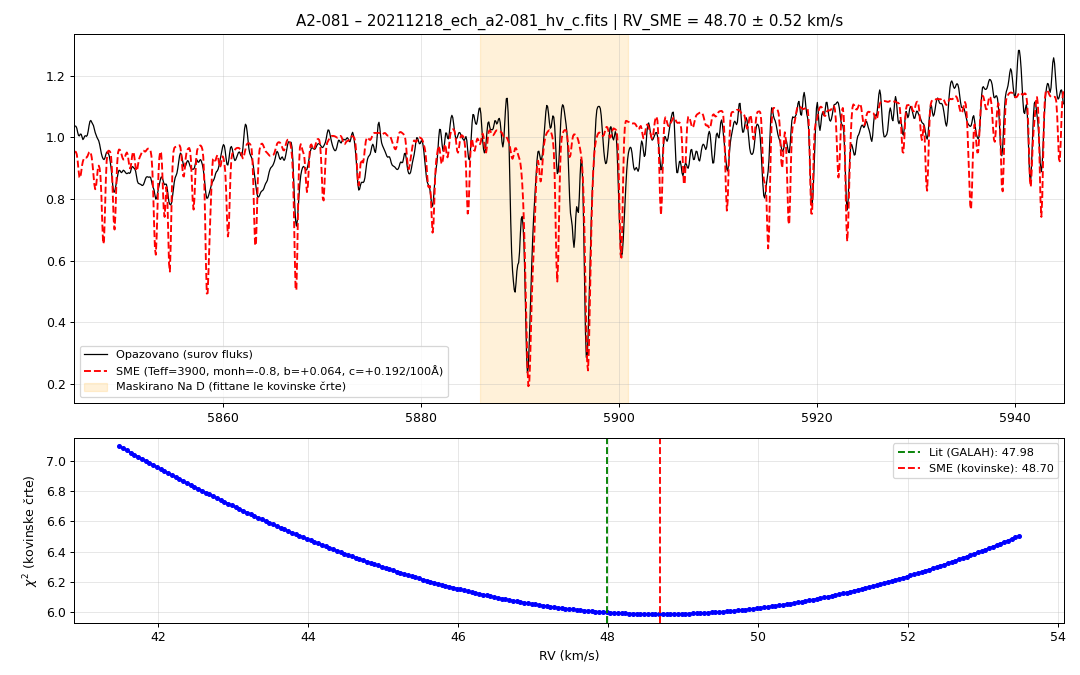 A2-081 – 20211218_ech_a2-081_hv_c.fits | RV_SME = 48.70 ± 0.52 km/s
1.2
1.0
0.8
0.6
0.4
0.2
Opazovano (surov fluks)
SME (Teff=3900, monh=-0.8, b=+0.064, c=+0.192/100Å)
Maskirano Na D (fittane le kovinske črte)
5860 5880 5900 5920 5940
χ² (kovinske črte)
7.0
6.8
6.6
6.4
6.2
6.0
Lit (GALAH): 47.98
SME (kovinske): 48.70
42 44 46 48 50 52 54
RV (km/s)